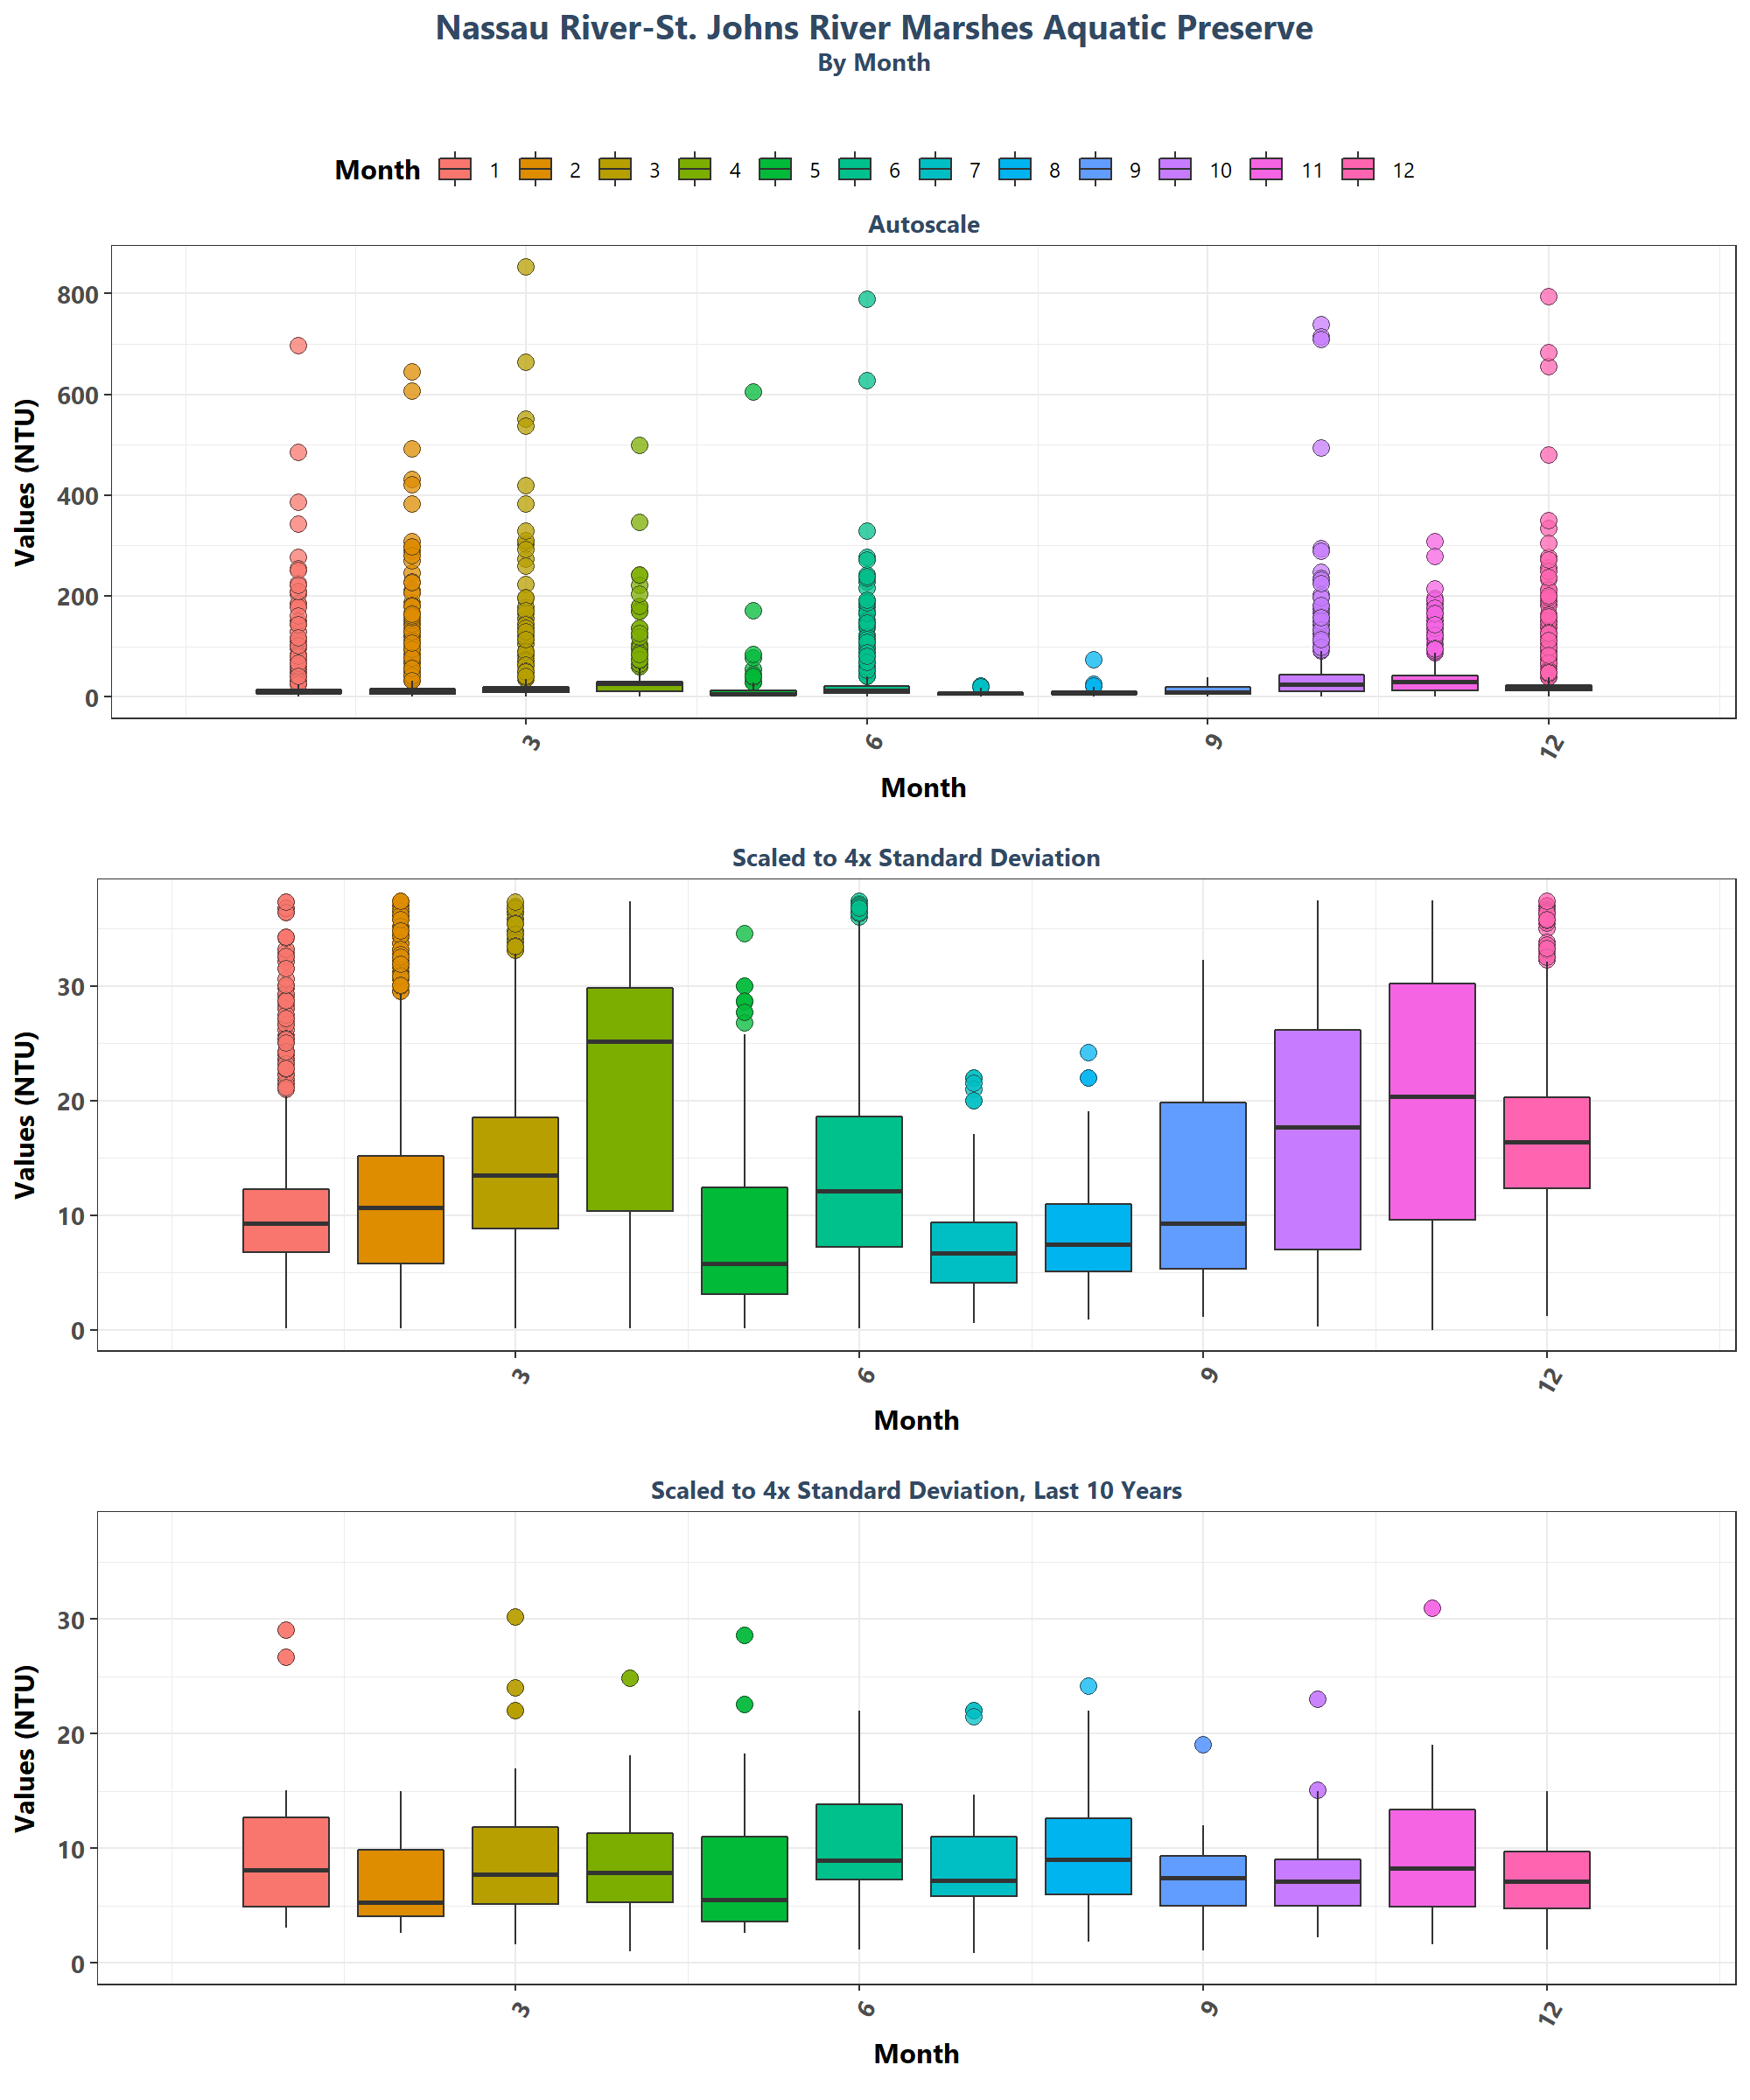 Nassau River-St. Johns River Marshes Aquatic Preserve
By Month
Month 1 2 3 4 5 6 7 8 9 10 11 12
Autoscale
Values (NTU)
800
600
400
200
0
3 6 9 12
Month
Scaled to 4x Standard Deviation
Values (NTU)
30
20
10
0
3 6 9 12
Month
Scaled to 4x Standard Deviation, Last 10 Years
Values (NTU)
30
20
10
0
3 6 9 12
Month